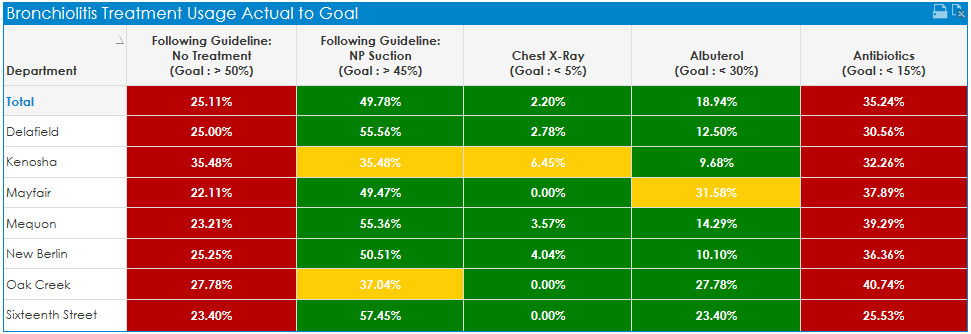 Bronchiolitis Treatment Usage Actual to Goal
Department
Following Guideline:
No Treatment
(Goal : > 50%)
Following Guideline:
NP Suction
(Goal : > 45%)
Chest X-Ray
(Goal : < 5%)
Albuterol
(Goal : < 30%)
Antibiotics
(Goal : < 15%)
Total 25.11% 49.78% 2.20% 18.94% 35.24%
Delafield 25.00% 55.56% 2.78% 12.50% 30.56%
Kenosha 35.48% 35.48% 6.45% 9.68% 32.26%
Mayfair 22.11% 49.47% 0.00% 31.58% 37.89%
Mequon 23.21% 55.36% 3.57% 14.29% 39.29%
New Berlin 25.25% 50.51% 4.04% 10.10% 36.36%
Oak Creek 27.78% 37.04% 0.00% 27.78% 40.74%
Sixteenth Street 23.40% 57.45% 0.00% 23.40% 25.53%